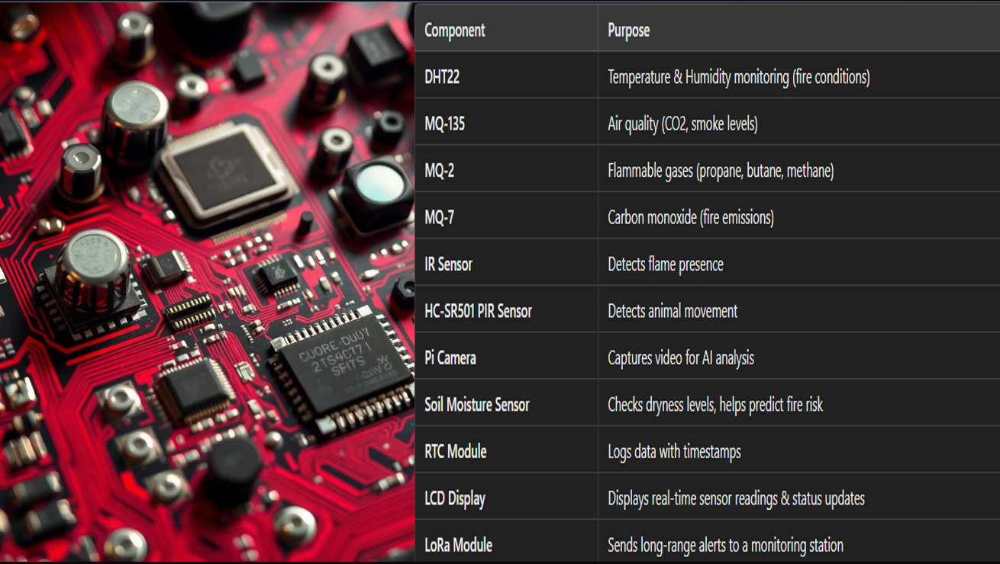 CUORE-DUU7
2TS4C771
SFI7S
Component Purpose
DHT22 Temperature & Humidity monitoring (fire conditions)
MQ-135 Air quality (CO2, smoke levels)
MQ-2 Flammable gases (propane, butane, methane)
MQ-7 Carbon monoxide (fire emissions)
IR Sensor Detects flame presence
HC-SR501 PIR Sensor Detects animal movement
Pi Camera Captures video for AI analysis
Soil Moisture Sensor Checks dryness levels, helps predict fire risk
RTC Module Logs data with timestamps
LCD Display Displays real-time sensor readings & status updates
LoRa Module Sends long-range alerts to a monitoring station